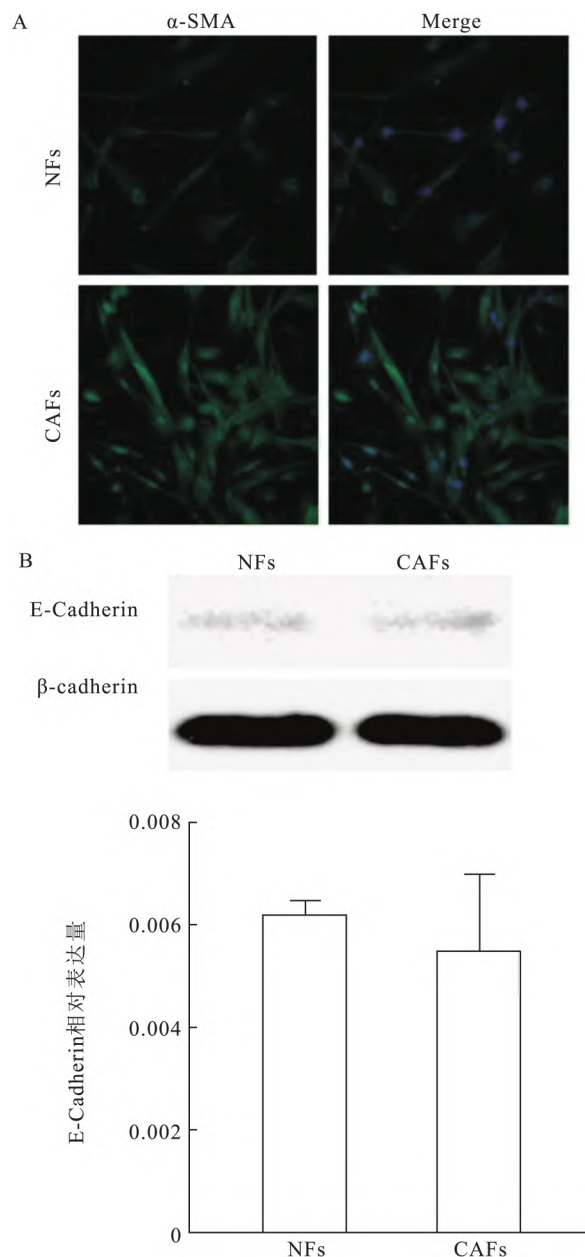 A
α-SMA Merge
NFs
CAFs
B
NFs CAFs
E-Cadherin
β-cadherin
E-Cadherin相对表达量
0.008
0.006
0.004
0.002
0
NFs CAFs